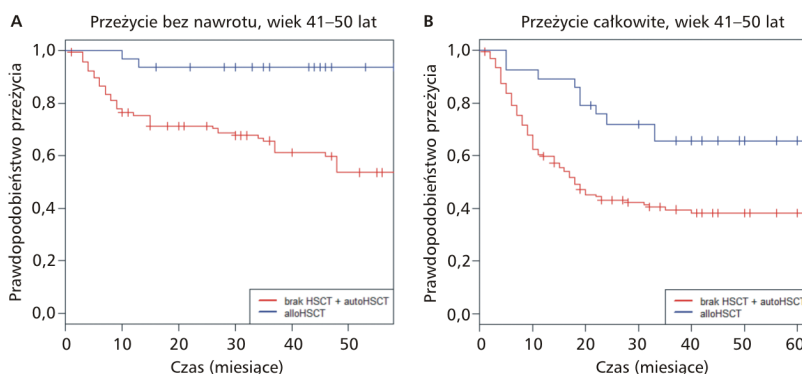 A
Przeżycie bez nawrotu, wiek 41–50 lat
Prawdopodobieństwo przeżycia
1,0
0,8
0,6
0,4
0,2
0,0
brak HSCT + autoHSCT
alloHSCT
0 10 20 30 40 50
Czas (miesiące)
B
Przeżycie całkowite, wiek 41–50 lat
Prawdopodobieństwo przeżycia
1,0
0,8
0,6
0,4
0,2
0,0
brak HSCT + autoHSCT
alloHSCT
0 10 20 30 40 50 60
Czas (miesiące)